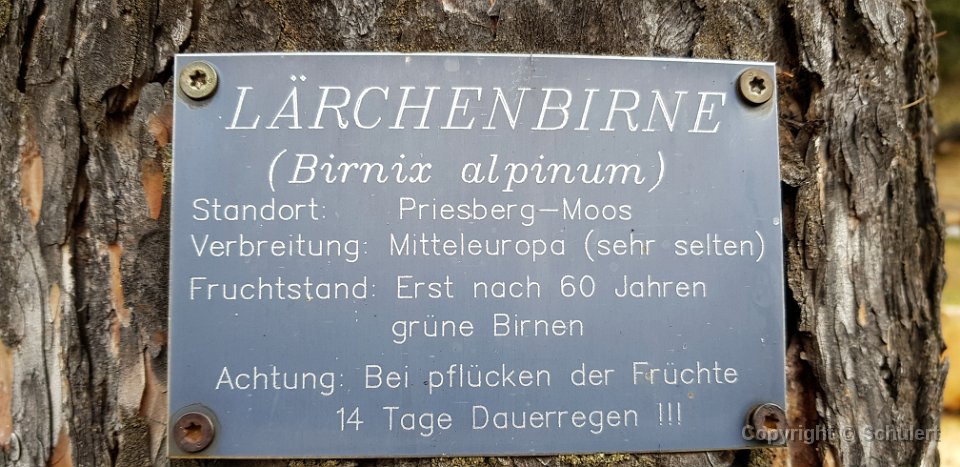 LÄRCHENBIRNE
(Birnix alpinum)
Standort: Priesberg-Moos
Verbreitung: Mitteleuropa (sehr selten)
Fruchtstand: Erst nach 60 Jahren
grüne Birnen
Achtung: Bei pflücken der Früchte
14 Tage Dauerregen !!!
Copyright © Schulert